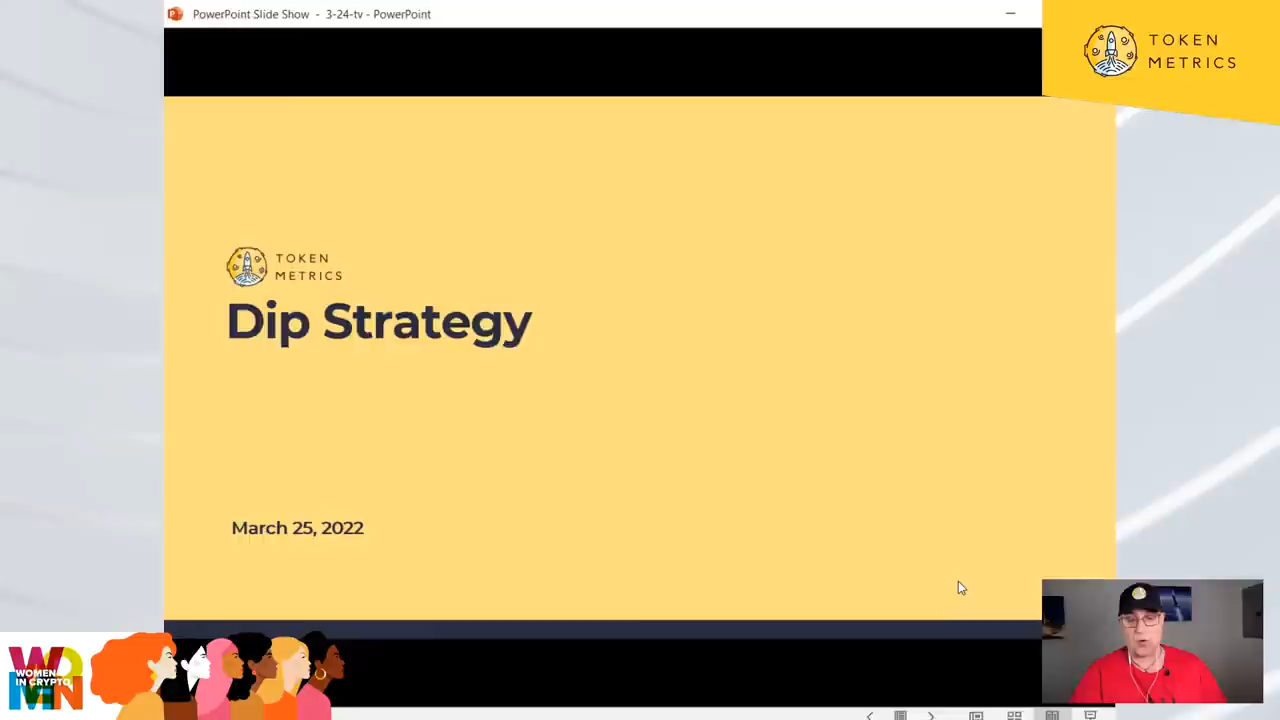 PowerPoint Slide Show - 3-24-tv - PowerPoint
TOKEN
METRICS
TOKEN
METRICS
Dip Strategy
March 25, 2022
WOMEN
WOMEN
IN CRYPTO